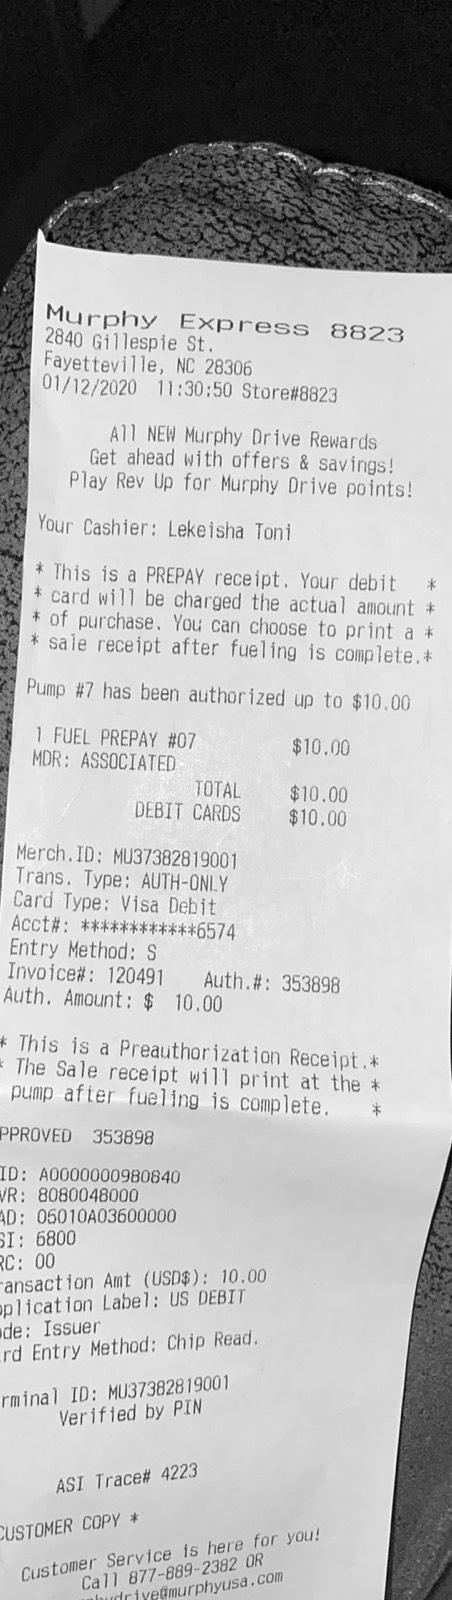 Murphy Express 8823
2840 Gillespie St.
Fayetteville, NC 28306
01/12/2020 11:30:50 Store#8823
All NEW Murphy Drive Rewards
Get ahead with offers & savings!
Play Rev Up for Murphy Drive points!
Your Cashier: Lekeisha Toni
* This is a PREPAY receipt. Your debit *
* card will be charged the actual amount *
* of purchase. You can choose to print a *
* sale receipt after fueling is complete.*
Pump #7 has been authorized up to $10.00
1 FUEL PREPAY #07 $10.00
MDR: ASSOCIATED
TOTAL $10.00
DEBIT CARDS $10.00
Merch.ID: MU37382819001
Trans. Type: AUTH-ONLY
Card Type: Visa Debit
Acct#: ************6574
Entry Method: S
Invoice#: 120491 Auth.#: 353898
Auth. Amount: $ 10.00
* This is a Preauthorization Receipt.*
* The Sale receipt will print at the *
pump after fueling is complete. *
PPROVED 353898
ID: A0000000980840
VR: 8080048000
AD: 06010A03600000
SI: 6800
RC: 00
ansaction Amt (USD$): 10.00
plication Label: US DEBIT
de: Issuer
rd Entry Method: Chip Read.
rminal ID: MU37382819001
Verified by PIN
ASI Trace# 4223
CUSTOMER COPY *
Customer Service is here for you!
Call 877-889-2382 OR
ydrive@murphyusa.com